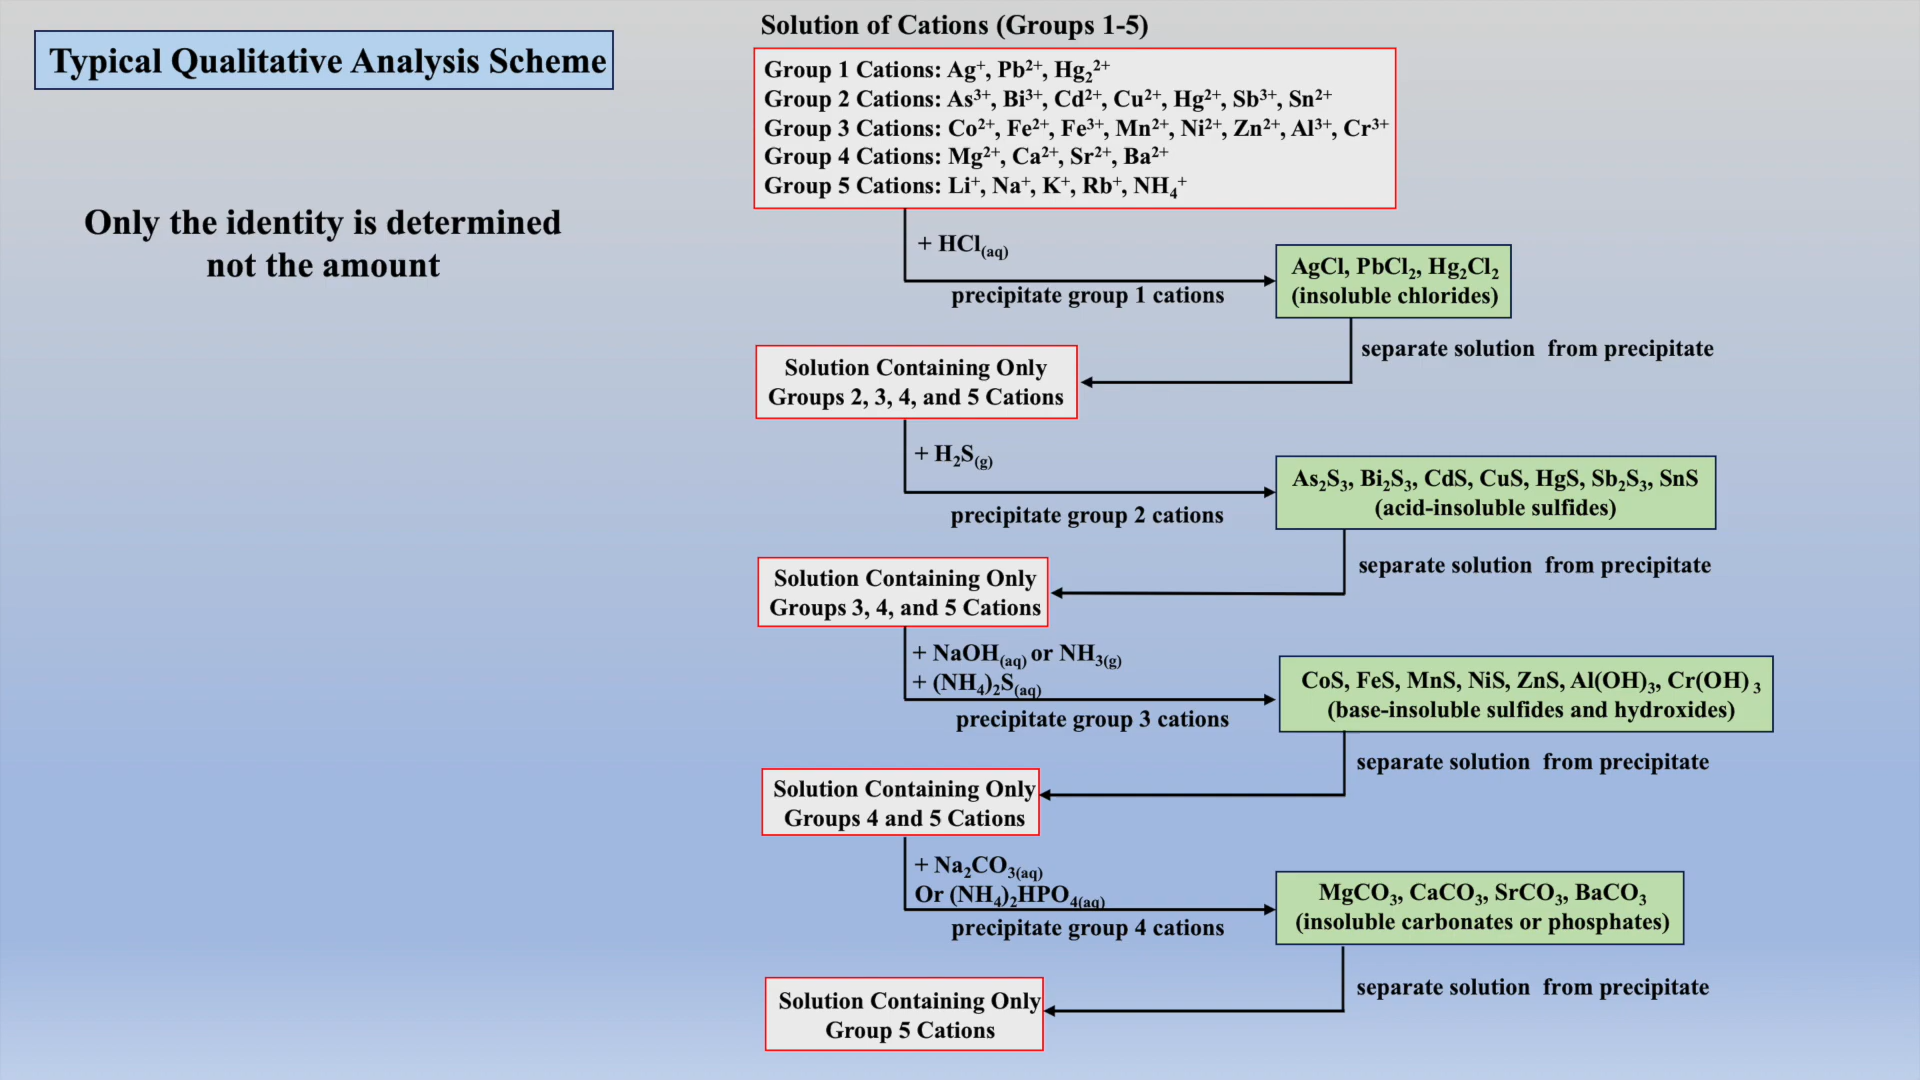 Typical Qualitative Analysis Scheme
Only the identity is determined
not the amount
Solution of Cations (Groups 1-5)
Group 1 Cations: Ag⁺, Pb²⁺, Hg₂²⁺
Group 2 Cations: As³⁺, Bi³⁺, Cd²⁺, Cu²⁺, Hg²⁺, Sb³⁺, Sn²⁺
Group 3 Cations: Co²⁺, Fe²⁺, Fe³⁺, Mn²⁺, Ni²⁺, Zn²⁺, Al³⁺, Cr³⁺
Group 4 Cations: Mg²⁺, Ca²⁺, Sr²⁺, Ba²⁺
Group 5 Cations: Li⁺, Na⁺, K⁺, Rb⁺, NH₄⁺
+ HCl(aq)
precipitate group 1 cations
AgCl, PbCl₂, Hg₂Cl₂
(insoluble chlorides)
separate solution from precipitate
Solution Containing Only
Groups 2, 3, 4, and 5 Cations
+ H₂S(g)
precipitate group 2 cations
As₂S₃, Bi₂S₃, CdS, CuS, HgS, Sb₂S₃, SnS
(acid-insoluble sulfides)
separate solution from precipitate
Solution Containing Only
Groups 3, 4, and 5 Cations
+ NaOH(aq) or NH₃(g)
+ (NH₄)₂S(aq)
precipitate group 3 cations
CoS, FeS, MnS, NiS, ZnS, Al(OH)₃, Cr(OH)₃
(base-insoluble sulfides and hydroxides)
separate solution from precipitate
Solution Containing Only
Groups 4 and 5 Cations
+ Na₂CO₃(aq)
Or (NH₄)₂HPO₄(aq)
precipitate group 4 cations
MgCO₃, CaCO₃, SrCO₃, BaCO₃
(insoluble carbonates or phosphates)
separate solution from precipitate
Solution Containing Only
Group 5 Cations